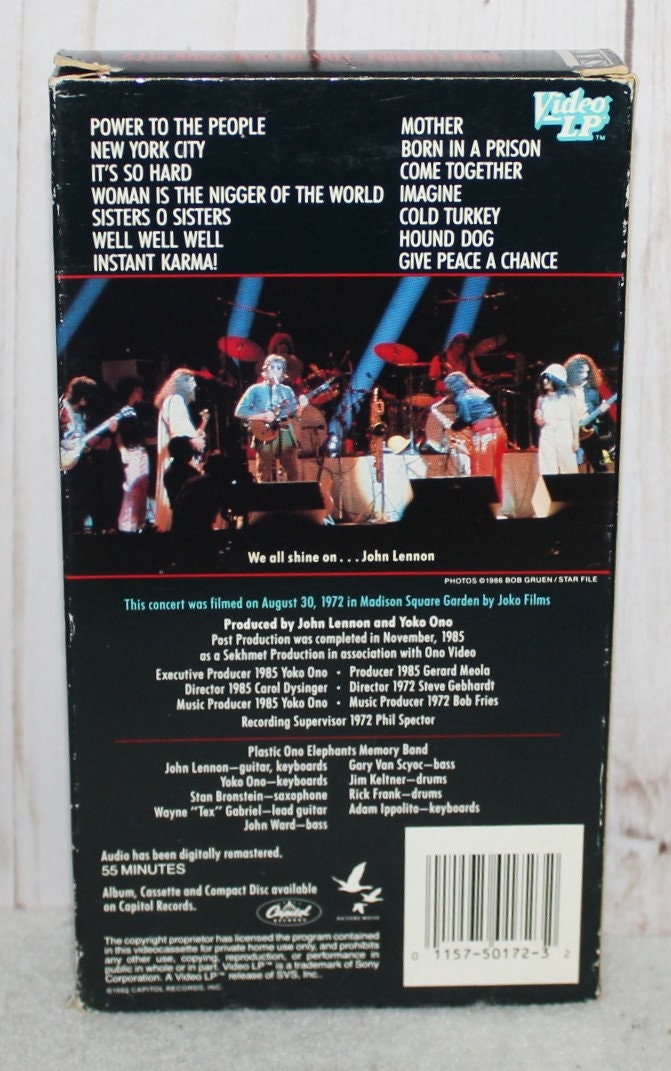 Video
LP™
POWER TO THE PEOPLE
NEW YORK CITY
IT'S SO HARD
WOMAN IS THE NIGGER OF THE WORLD
SISTERS O SISTERS
WELL WELL WELL
INSTANT KARMA!
MOTHER
BORN IN A PRISON
COME TOGETHER
IMAGINE
COLD TURKEY
HOUND DOG
GIVE PEACE A CHANCE
We all shine on...John Lennon
PHOTOS ©1986 BOB GRUEN/STAR FILE
This concert was filmed on August 30, 1972 in Madison Square Garden by Joko Films
Produced by John Lennon and Yoko Ono
Post Production was completed in November, 1985
as a Sekhmet Production in association with Ono Video
Executive Producer 1985 Yoko Ono • Producer 1985 Gerard Meola
Director 1985 Carol Dysinger • Director 1972 Steve Gebhardt
Music Producer 1985 Yoko Ono • Music Producer 1972 Bob Fries
Recording Supervisor 1972 Phil Spector
Plastic Ono Elephants Memory Band
John Lennon—guitar, keyboards
Yoko Ono—keyboards
Stan Bronstein—saxophone
Wayne "Tex" Gabriel—lead guitar
John Ward—bass
Gary Van Scyoc—bass
Jim Keltner—drums
Rick Frank—drums
Adam Ippolito—keyboards
Audio has been digitally remastered.
55 MINUTES
Album, Cassette and Compact Disc available
on Capitol Records.
Capitol
RECORDS
PICTURE MUSIC
The copyright proprietor has licensed the program contained
in this videocassette for private home use only, and prohibits
any other use, copying, reproduction, or performance in
public in whole or in part. Video LP™ is a trademark of Sony
Corporation. A Video LP™ release of SVS, Inc.
CAPITOL RECORDS, INC.
0 1157-50172-3 2